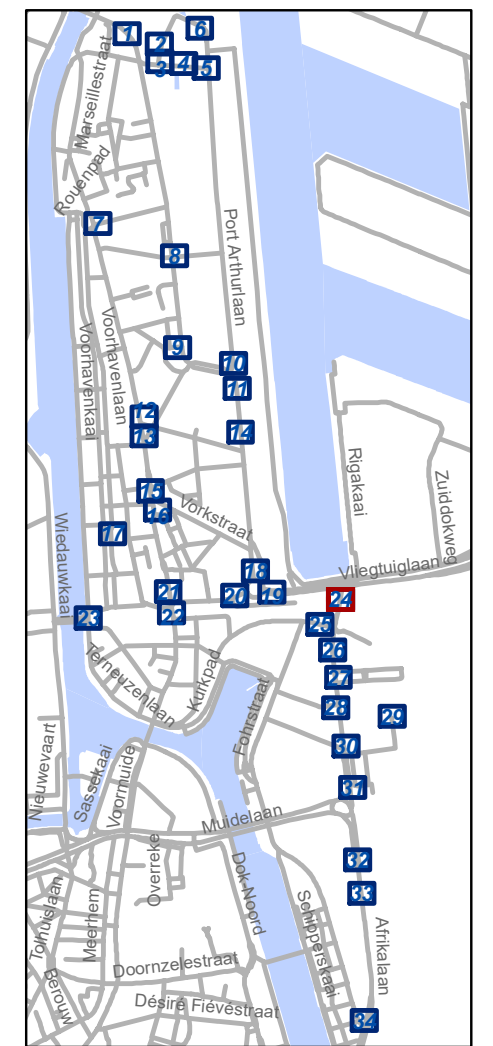 1
2
6
3
4
5
Marseillestraat
Rouenpad
7
Port Arthurlaan
8
Voorhavenlaan
Voorhavenkaai
9
10
11
12
13
14
Rigakaai
Zuiddokweg
15
16
Vorkstraat
17
Wiedauwkaai
18
Vliegtuiglaan
19
20
21
22
23
24
25
26
27
28
29
30
31
Terneuzenlaan
Kurkpad
Fohrstraat
Nieuwevaart
Sassekaai
Voormuide
Muidelaan
Overreke
Dok-Noord
32
33
Tolhuislaan
Meerhem
Schipperskaai
Afrikalaan
Berouw
Doornzelestraat
Désiré Fiévéstraat
34